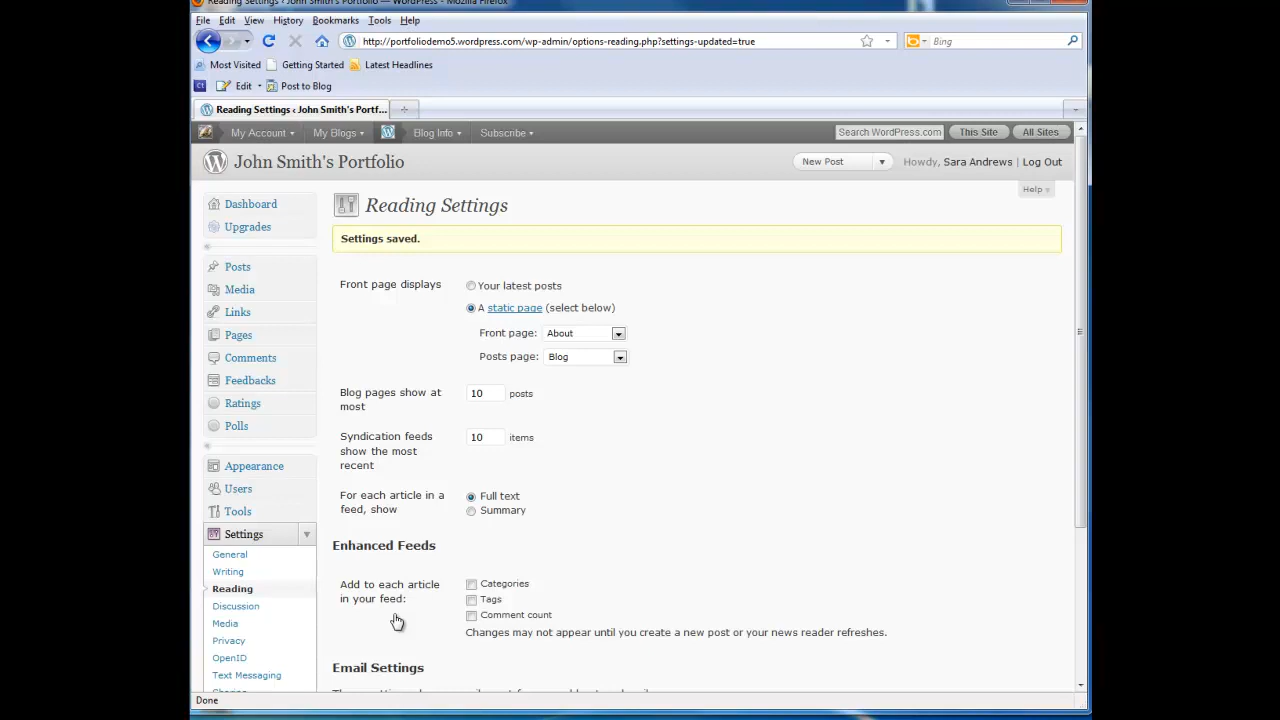 Reading Settings ‹ John Smith's Portfolio — WordPress - Mozilla Firefox
File Edit View History Bookmarks Tools Help
http://portfoliodemo5.wordpress.com/wp-admin/options-reading.php?settings-updated=true
Bing
Most Visited Getting Started Latest Headlines
Ct Edit Post to Blog
Reading Settings ‹ John Smith's Portf...
My Account My Blogs Blog Info Subscribe Search WordPress.com This Site All Sites
John Smith's Portfolio New Post Howdy, Sara Andrews | Log Out
Help
Dashboard
Upgrades
Posts
Media
Links
Pages
Comments
Feedbacks
Ratings
Polls
Appearance
Users
Tools
Settings
General
Writing
Reading
Discussion
Media
Privacy
OpenID
Text Messaging
Sharing
Reading Settings
Settings saved.
Front page displays
Your latest posts
A static page (select below)
Front page: About
Posts page: Blog
Blog pages show at
most
10 posts
Syndication feeds
show the most
recent
10 items
For each article in a
feed, show
Full text
Summary
Enhanced Feeds
Add to each article
in your feed:
Categories
Tags
Comment count
Changes may not appear until you create a new post or your news reader refreshes.
Email Settings
Done